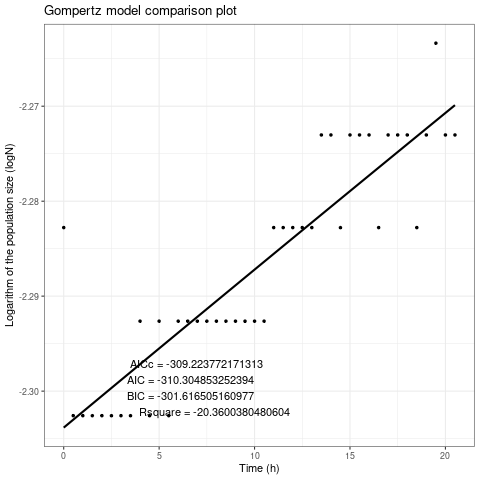 Gompertz model comparison plot
Logarithm of the population size (logN)
-2.27
-2.28
-2.29
-2.30
AICc = -309.223772171313
AIC = -310.304853252394
BIC = -301.616505160977
Rsquare = -20.3600380480604
0 5 10 15 20
Time (h)